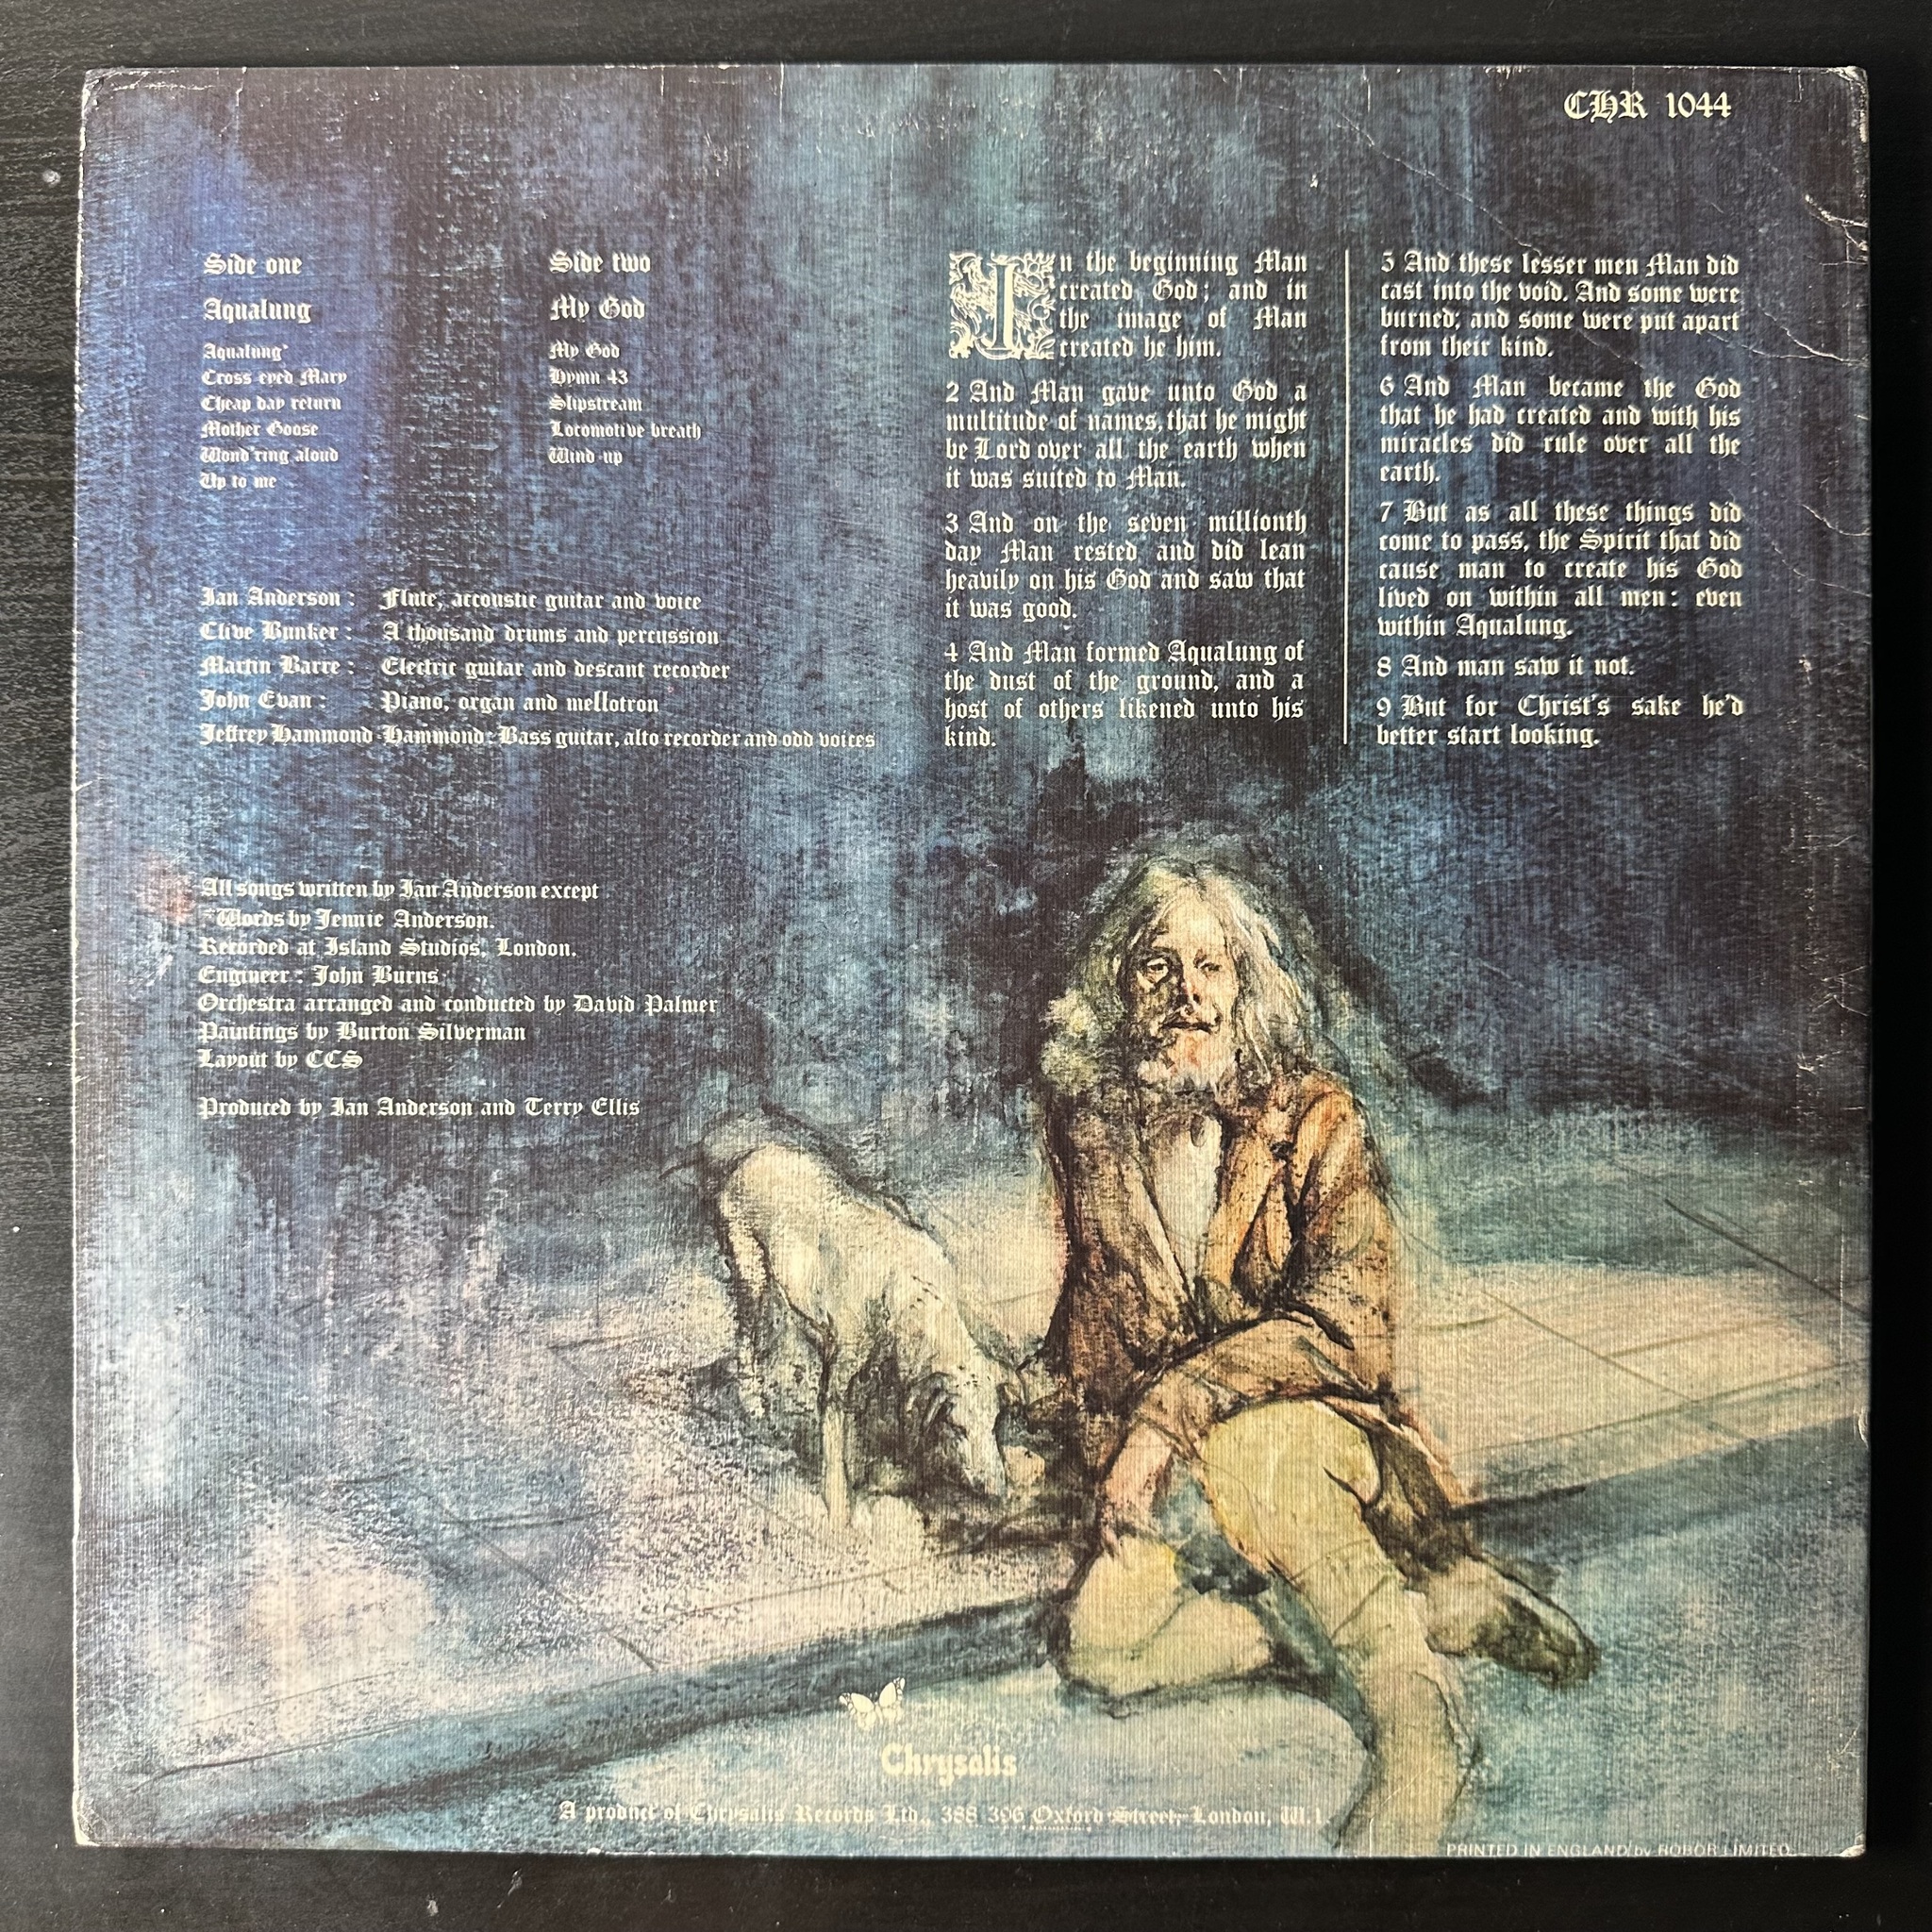 CHR 1044
Side one
Aqualung
Aqualung*
Cross eyed Mary
Cheap day return
Mother Goose
Wond'ring aloud
Up to me
Side two
My God
My God
Hymn 43
Slipstream
Locomotive breath
Wind-up
Ian Anderson : Flute, accoustic guitar and voice
Clive Bunker : A thousand drums and percussion
Martin Barre : Electric guitar and descant recorder
John Evan : Piano, organ and mellotron
Jeffrey Hammond-Hammond : Bass guitar, alto recorder and odd voices
All songs written by Ian Anderson except
*Words by Jennie Anderson.
Recorded at Island Studios, London.
Engineer : John Burns
Orchestra arranged and conducted by David Palmer
Paintings by Burton Silverman
Layout by CCS
Produced by Ian Anderson and Terry Ellis
In the beginning Man
created God; and in
the image of Man
created he him.
2 And Man gave unto God a
multitude of names, that he might
be Lord over all the earth when
it was suited to Man.
3 And on the seven millionth
day Man rested and did lean
heavily on his God and saw that
it was good.
4 And Man formed Aqualung of
the dust of the ground, and a
host of others likened unto his
kind.
5 And these lesser men Man did
cast into the void. And some were
burned; and some were put apart
from their kind.
6 And Man became the God
that he had created and with his
miracles did rule over all the
earth.
7 But as all these things did
come to pass, the Spirit that did
cause man to create his God
lived on within all men: even
within Aqualung.
8 And man saw it not.
9 But for Christ's sake he'd
better start looking.
Chrysalis
A product of Chrysalis Records Ltd., 388 396 Oxford Street, London, W.1
PRINTED IN ENGLAND by ROBOR LIMITED